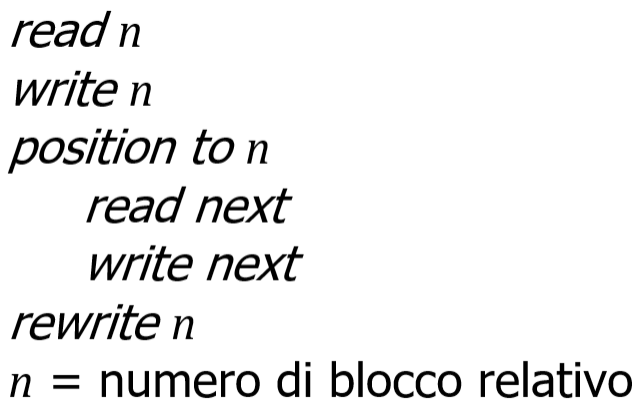 read n
write n
position to n
read next
write next
rewrite n
n = numero di blocco relativo